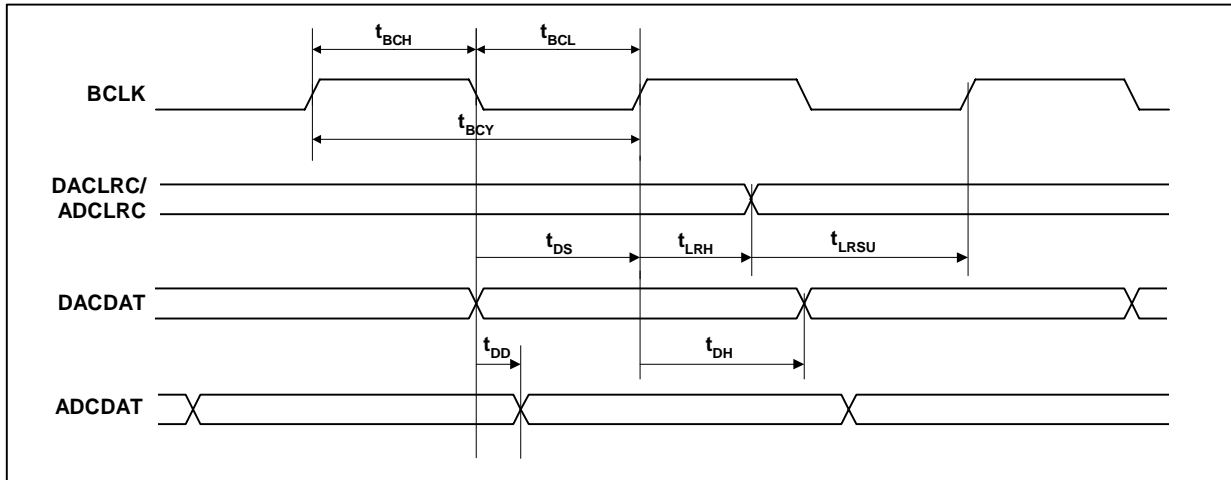 tBCH
tBCL
BCLK
tBCY
DACLRC/
ADCLRC
tDS
tLRH
tLRSU
DACDAT
tDD
tDH
ADCDAT